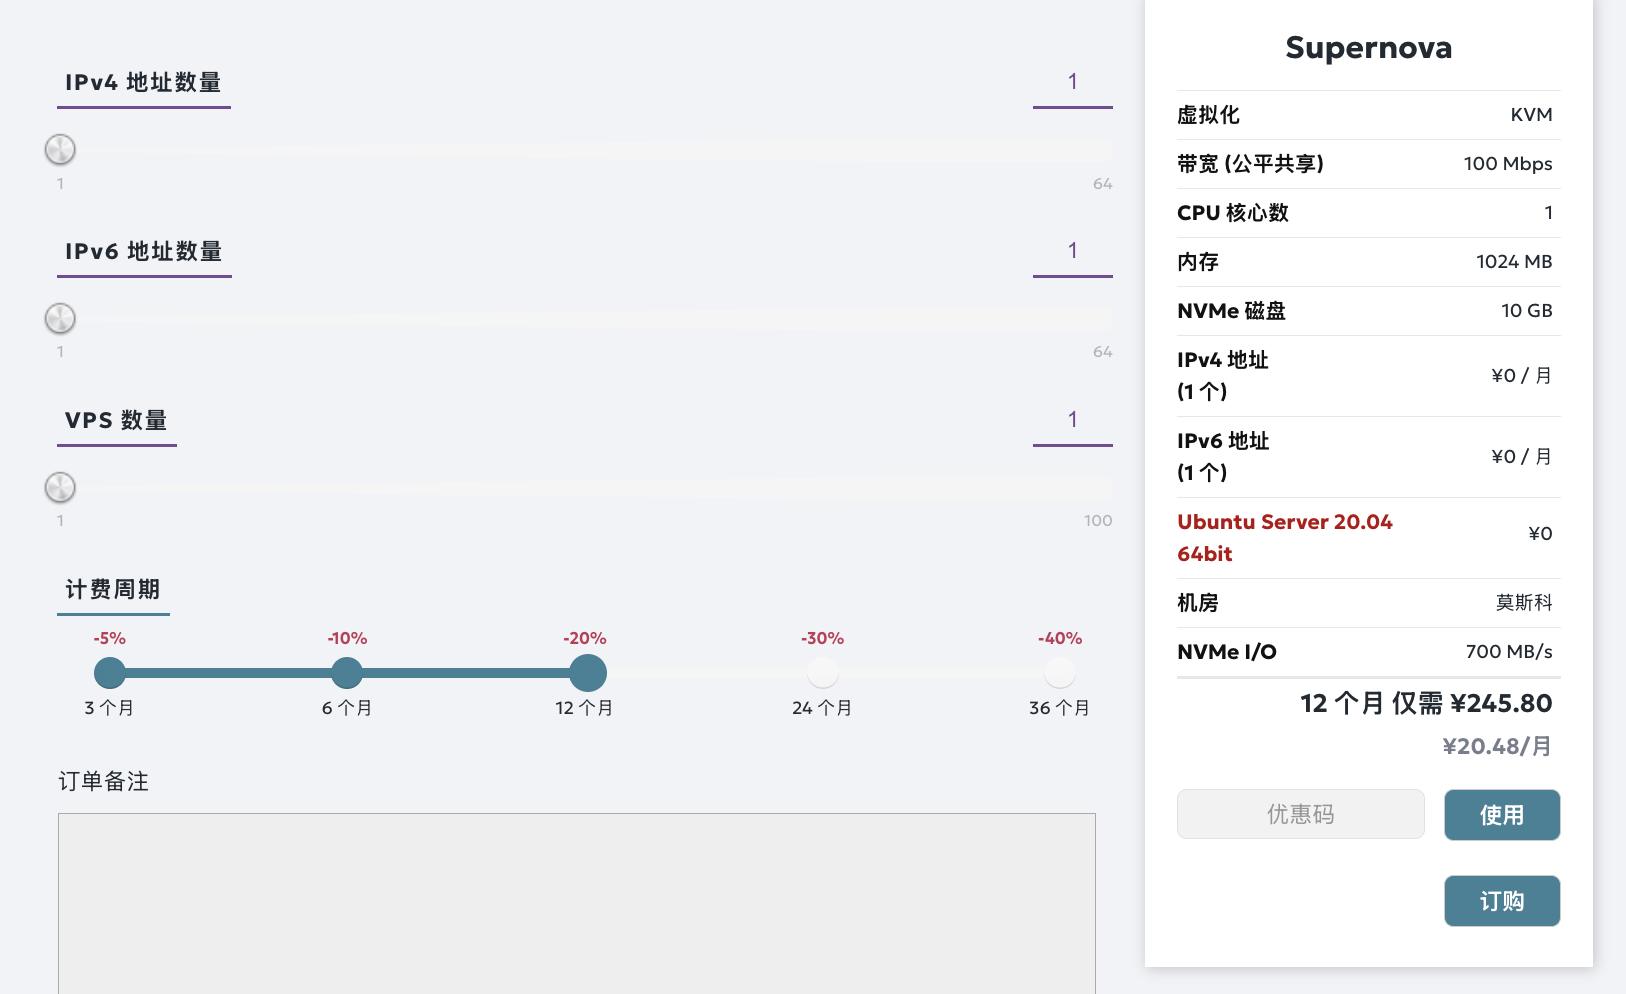 IPv4 地址数量
1
1
64
IPv6 地址数量
1
1
64
VPS 数量
1
1
100
计费周期
-5%
-10%
-20%
-30%
-40%
3 个月
6 个月
12 个月
24 个月
36 个月
订单备注
Supernova
虚拟化
KVM
带宽 (公平共享)
100 Mbps
CPU 核心数
1
内存
1024 MB
NVMe 磁盘
10 GB
IPv4 地址
(1 个)
¥0 / 月
IPv6 地址
(1 个)
¥0 / 月
Ubuntu Server 20.04
64bit
¥0
机房
莫斯科
NVMe I/O
700 MB/s
12 个月 仅需 ¥245.80
¥20.48/月
优惠码
使用
订购